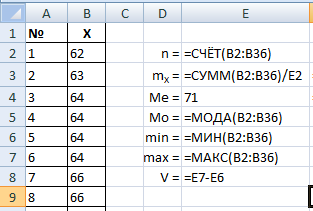 A B C D E
1 № X
2 1 62 n = =СЧЁТ(B2:B36)
3 2 63 mx = =СУММ(B2:B36)/E2
4 3 64 Me = 71
5 4 64 Mo = =МОДА(B2:B36)
6 5 64 min = =МИН(B2:B36)
7 6 64 max = =МАКС(B2:B36)
8 7 66 V = =E7-E6
9 8 66